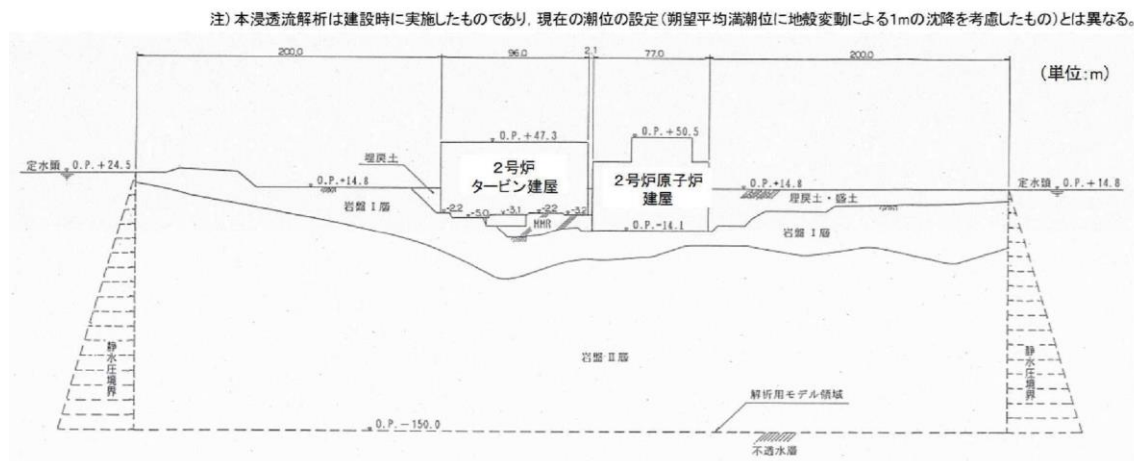 注)本浸透流解析は建設時に実施したものであり，現在の潮位の設定(朔望平均満潮位に地殻変動による1mの沈降を考慮したもの)とは異なる。
200.0
96.0
2.1
77.0
200.0
(単位:m)
O.P.+47.3
O.P.+50.5
定水頭 O.P.+24.5
埋戻土
2号炉
タービン建屋
2号炉原子炉
建屋
O.P.+14.8
O.P.+14.8
定水頭 O.P.+14.8
埋戻土・盛土
岩盤Ⅰ層
-2.2
-5.0
-3.1
-2.2
-3.2
MMR
O.P.-14.1
岩盤Ⅰ層
静水圧境界
岩盤Ⅱ層
静水圧境界
解析用モデル領域
O.P.-150.0
不透水層